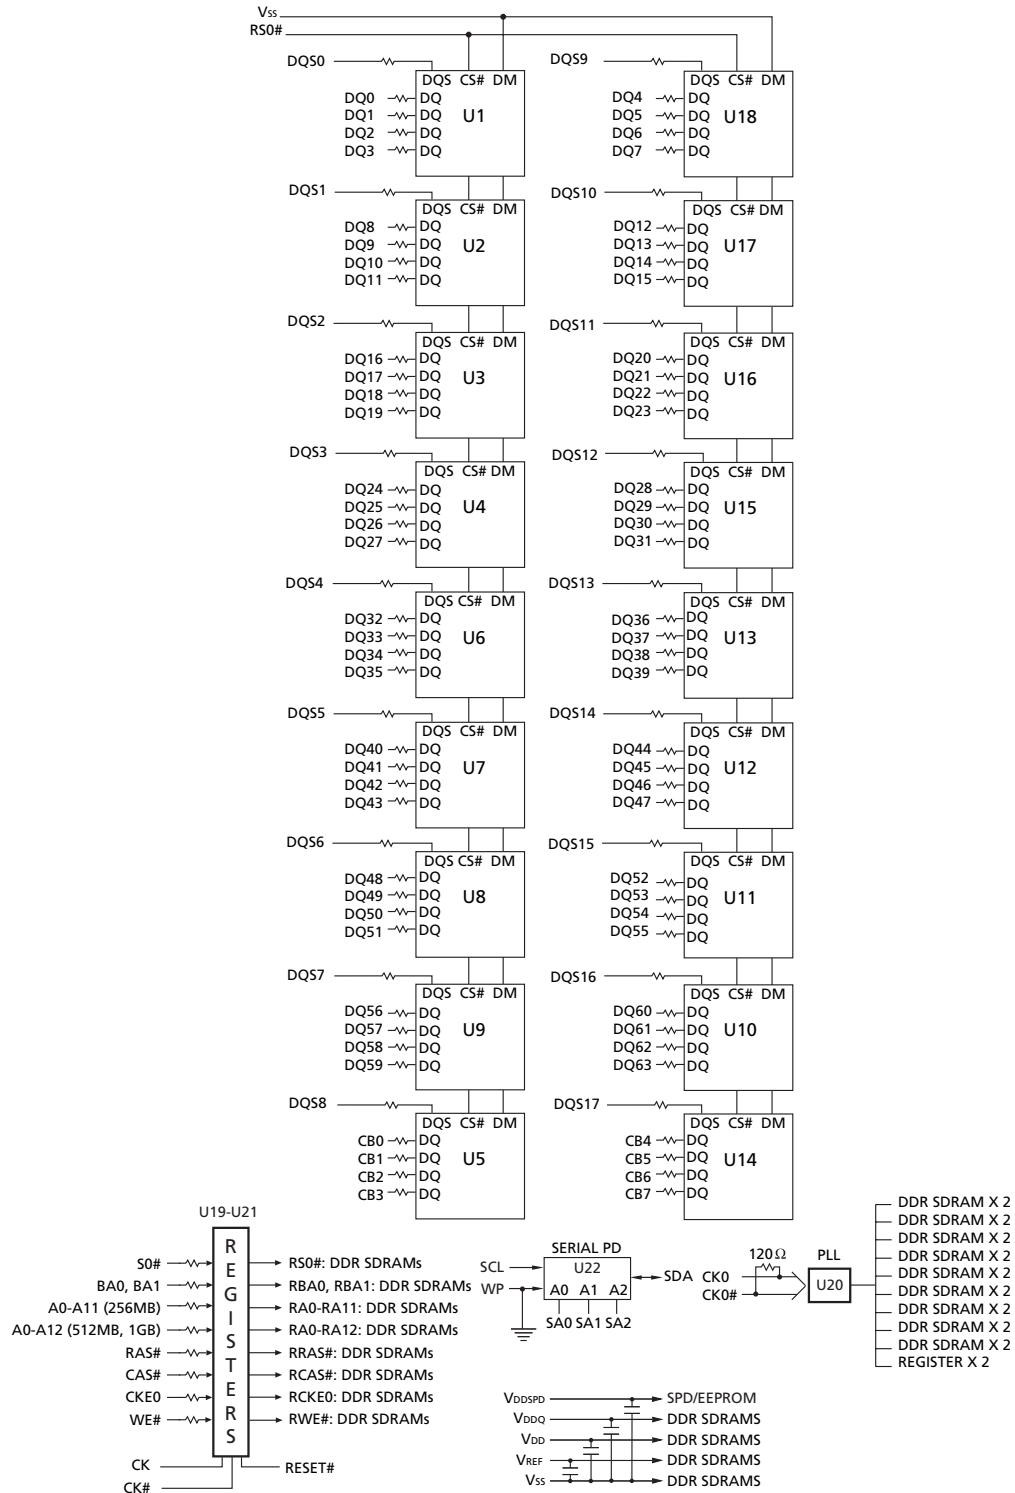 Vss
RS0#
DQS0
DQS CS# DM
DQ0 DQ
DQ1 DQ
DQ2 DQ
DQ3 DQ
U1
DQS9
DQS CS# DM
DQ4 DQ
DQ5 DQ
DQ6 DQ
DQ7 DQ
U18
DQS1
DQS CS# DM
DQ8 DQ
DQ9 DQ
DQ10 DQ
DQ11 DQ
U2
DQS10
DQS CS# DM
DQ12 DQ
DQ13 DQ
DQ14 DQ
DQ15 DQ
U17
DQS2
DQS CS# DM
DQ16 DQ
DQ17 DQ
DQ18 DQ
DQ19 DQ
U3
DQS11
DQS CS# DM
DQ20 DQ
DQ21 DQ
DQ22 DQ
DQ23 DQ
U16
DQS3
DQS CS# DM
DQ24 DQ
DQ25 DQ
DQ26 DQ
DQ27 DQ
U4
DQS12
DQS CS# DM
DQ28 DQ
DQ29 DQ
DQ30 DQ
DQ31 DQ
U15
DQS4
DQS CS# DM
DQ32 DQ
DQ33 DQ
DQ34 DQ
DQ35 DQ
U6
DQS13
DQS CS# DM
DQ36 DQ
DQ37 DQ
DQ38 DQ
DQ39 DQ
U13
DQS5
DQS CS# DM
DQ40 DQ
DQ41 DQ
DQ42 DQ
DQ43 DQ
U7
DQS14
DQS CS# DM
DQ44 DQ
DQ45 DQ
DQ46 DQ
DQ47 DQ
U12
DQS6
DQS CS# DM
DQ48 DQ
DQ49 DQ
DQ50 DQ
DQ51 DQ
U8
DQS15
DQS CS# DM
DQ52 DQ
DQ53 DQ
DQ54 DQ
DQ55 DQ
U11
DQS7
DQS CS# DM
DQ56 DQ
DQ57 DQ
DQ58 DQ
DQ59 DQ
U9
DQS16
DQS CS# DM
DQ60 DQ
DQ61 DQ
DQ62 DQ
DQ63 DQ
U10
DQS8
DQS CS# DM
CB0 DQ
CB1 DQ
CB2 DQ
CB3 DQ
U5
DQS17
DQS CS# DM
CB4 DQ
CB5 DQ
CB6 DQ
CB7 DQ
U14
U19-U21
REGISTERS
S0# RS0#: DDR SDRAMs
BA0, BA1 RBA0, RBA1: DDR SDRAMs
A0-A11 (256MB) RA0-RA11: DDR SDRAMs
A0-A12 (512MB, 1GB) RA0-RA12: DDR SDRAMs
RAS# RRAS#: DDR SDRAMs
CAS# RCAS#: DDR SDRAMs
CKE0 RCKE0: DDR SDRAMs
WE# RWE#: DDR SDRAMs
CK
CK#
RESET#
SERIAL PD
U22
SCL
WP
A0 A1 A2
SDA
SA0 SA1 SA2
120Ω
CK0
CK0#
PLL
U20
DDR SDRAM X 2
DDR SDRAM X 2
DDR SDRAM X 2
DDR SDRAM X 2
DDR SDRAM X 2
DDR SDRAM X 2
DDR SDRAM X 2
DDR SDRAM X 2
DDR SDRAM X 2
REGISTER X 2
VDDSPD SPD/EEPROM
VDDQ DDR SDRAMS
VDD DDR SDRAMS
VREF DDR SDRAMS
Vss DDR SDRAMS